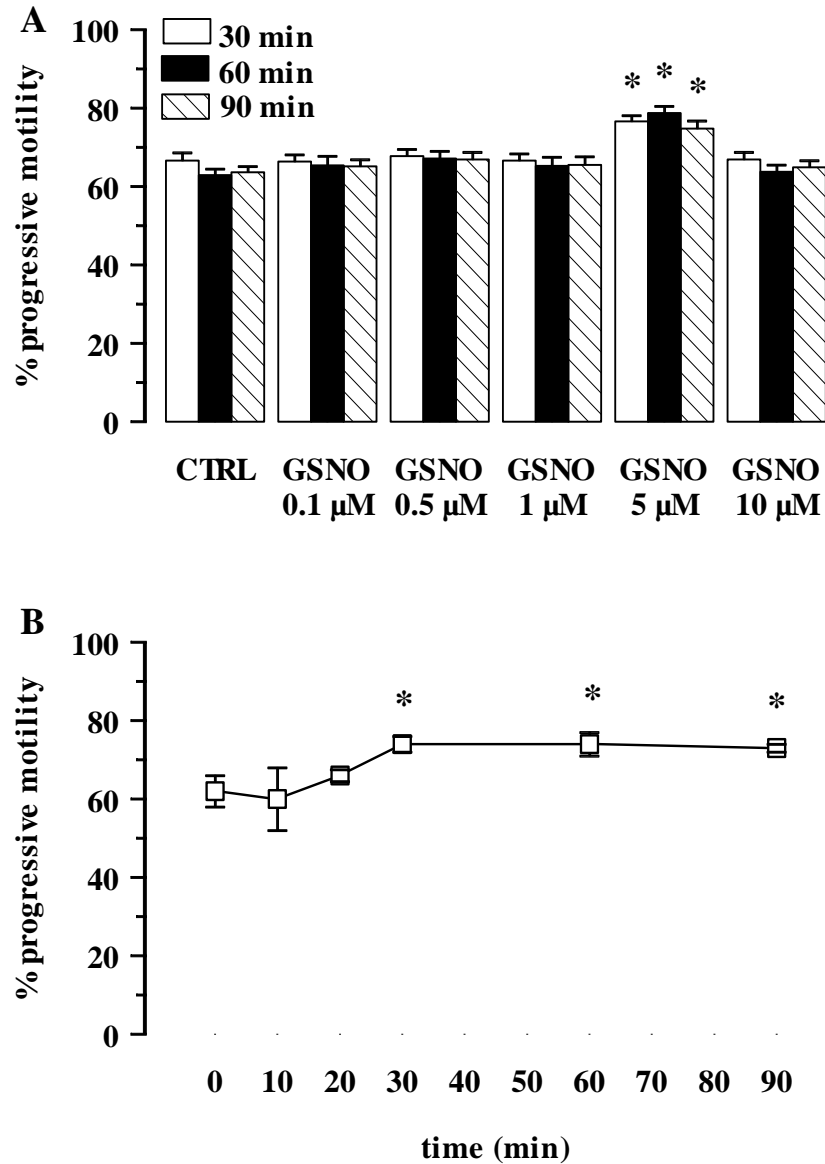 A
100
80
60
40
20
0
% progressive motility
30 min
60 min
90 min
* * *
CTRL GSNO GSNO GSNO GSNO GSNO
0.1 µM 0.5 µM 1 µM 5 µM 10 µM
B
100
80
60
40
20
0
% progressive motility
* * *
0 10 20 30 40 50 60 70 80 90
time (min)